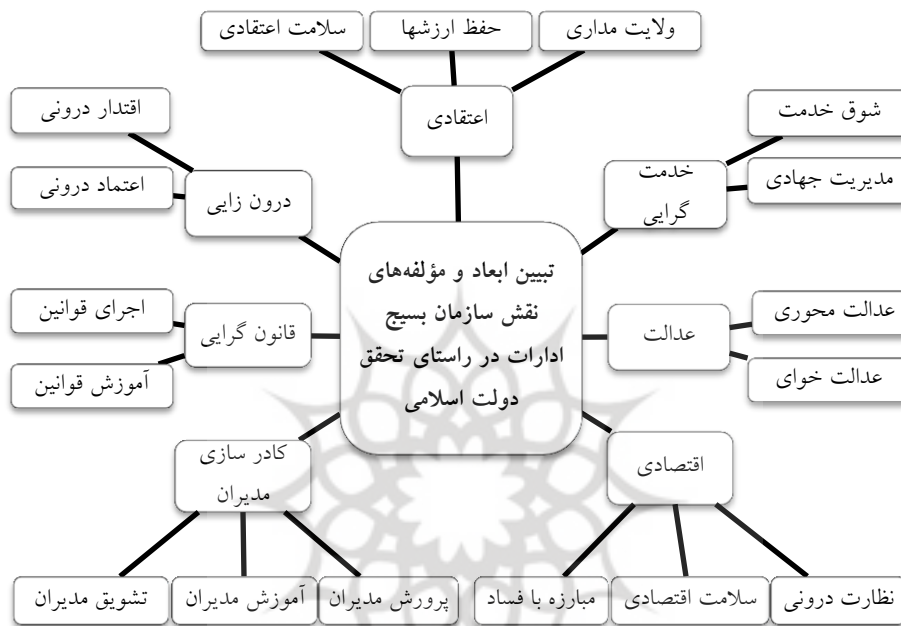 ولایت مداری
حفظ ارزشها
سلامت اعتقادی
اعتقادی
شوق خدمت
مدیریت جهادی
خدمت
گرایی
اقتدار درونی
اعتماد درونی
درون زایی
تبیین ابعاد و مؤلفه‌های
نقش سازمان بسیج
ادارات در راستای تحقق
دولت اسلامی
عدالت محوری
عدالت خوای
عدالت
اجرای قوانین
آموزش قوانین
قانون گرایی
اقتصادی
نظارت درونی
سلامت اقتصادی
مبارزه با فساد
کادر سازی
مدیران
پرورش مدیران
آموزش مدیران
تشویق مدیران